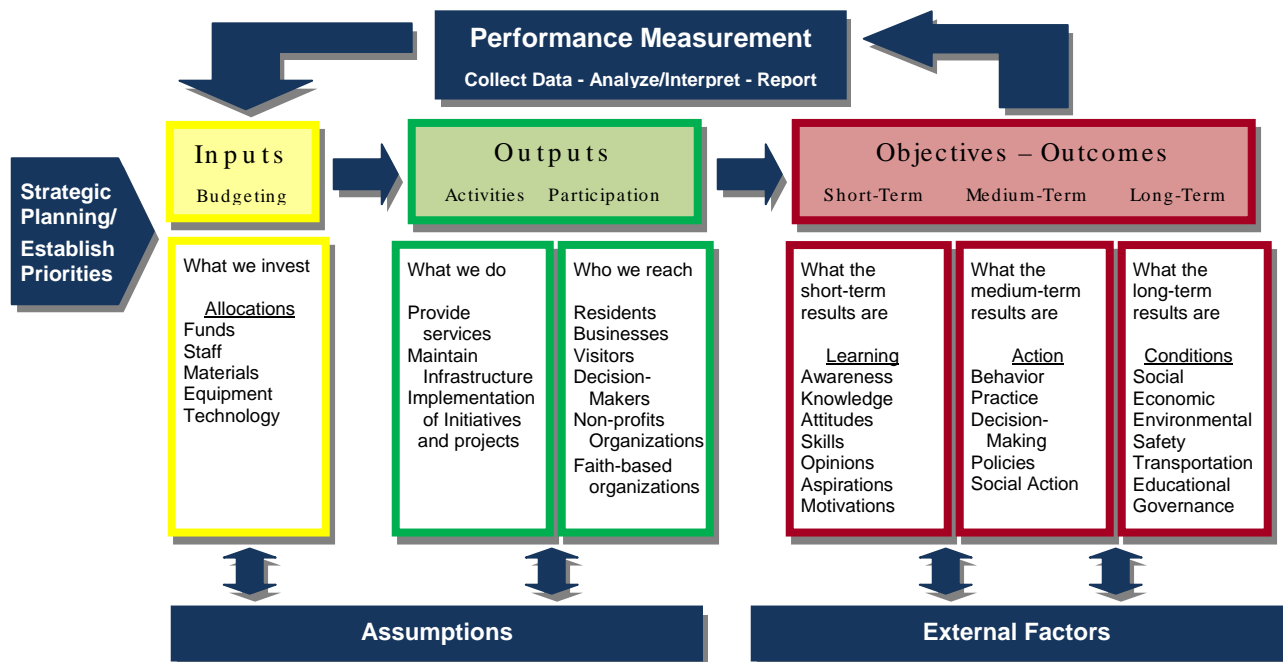 Performance Measurement
Collect Data - Analyze/Interpret - Report
Strategic
Planning/
Establish
Priorities
Inputs
Budgeting
What we invest
Allocations
Funds
Staff
Materials
Equipment
Technology
Outputs
Activities Participation
What we do
Provide
services
Maintain
Infrastructure
Implementation
of Initiatives
and projects
Who we reach
Residents
Businesses
Visitors
Decision-
Makers
Non-profits
Organizations
Faith-based
organizations
Objectives – Outcomes
Short-Term Medium-Term Long-Term
What the
short-term
results are
Learning
Awareness
Knowledge
Attitudes
Skills
Opinions
Aspirations
Motivations
What the
medium-term
results are
Action
Behavior
Practice
Decision-
Making
Policies
Social Action
What the
long-term
results are
Conditions
Social
Economic
Environmental
Safety
Transportation
Educational
Governance
Assumptions
External Factors